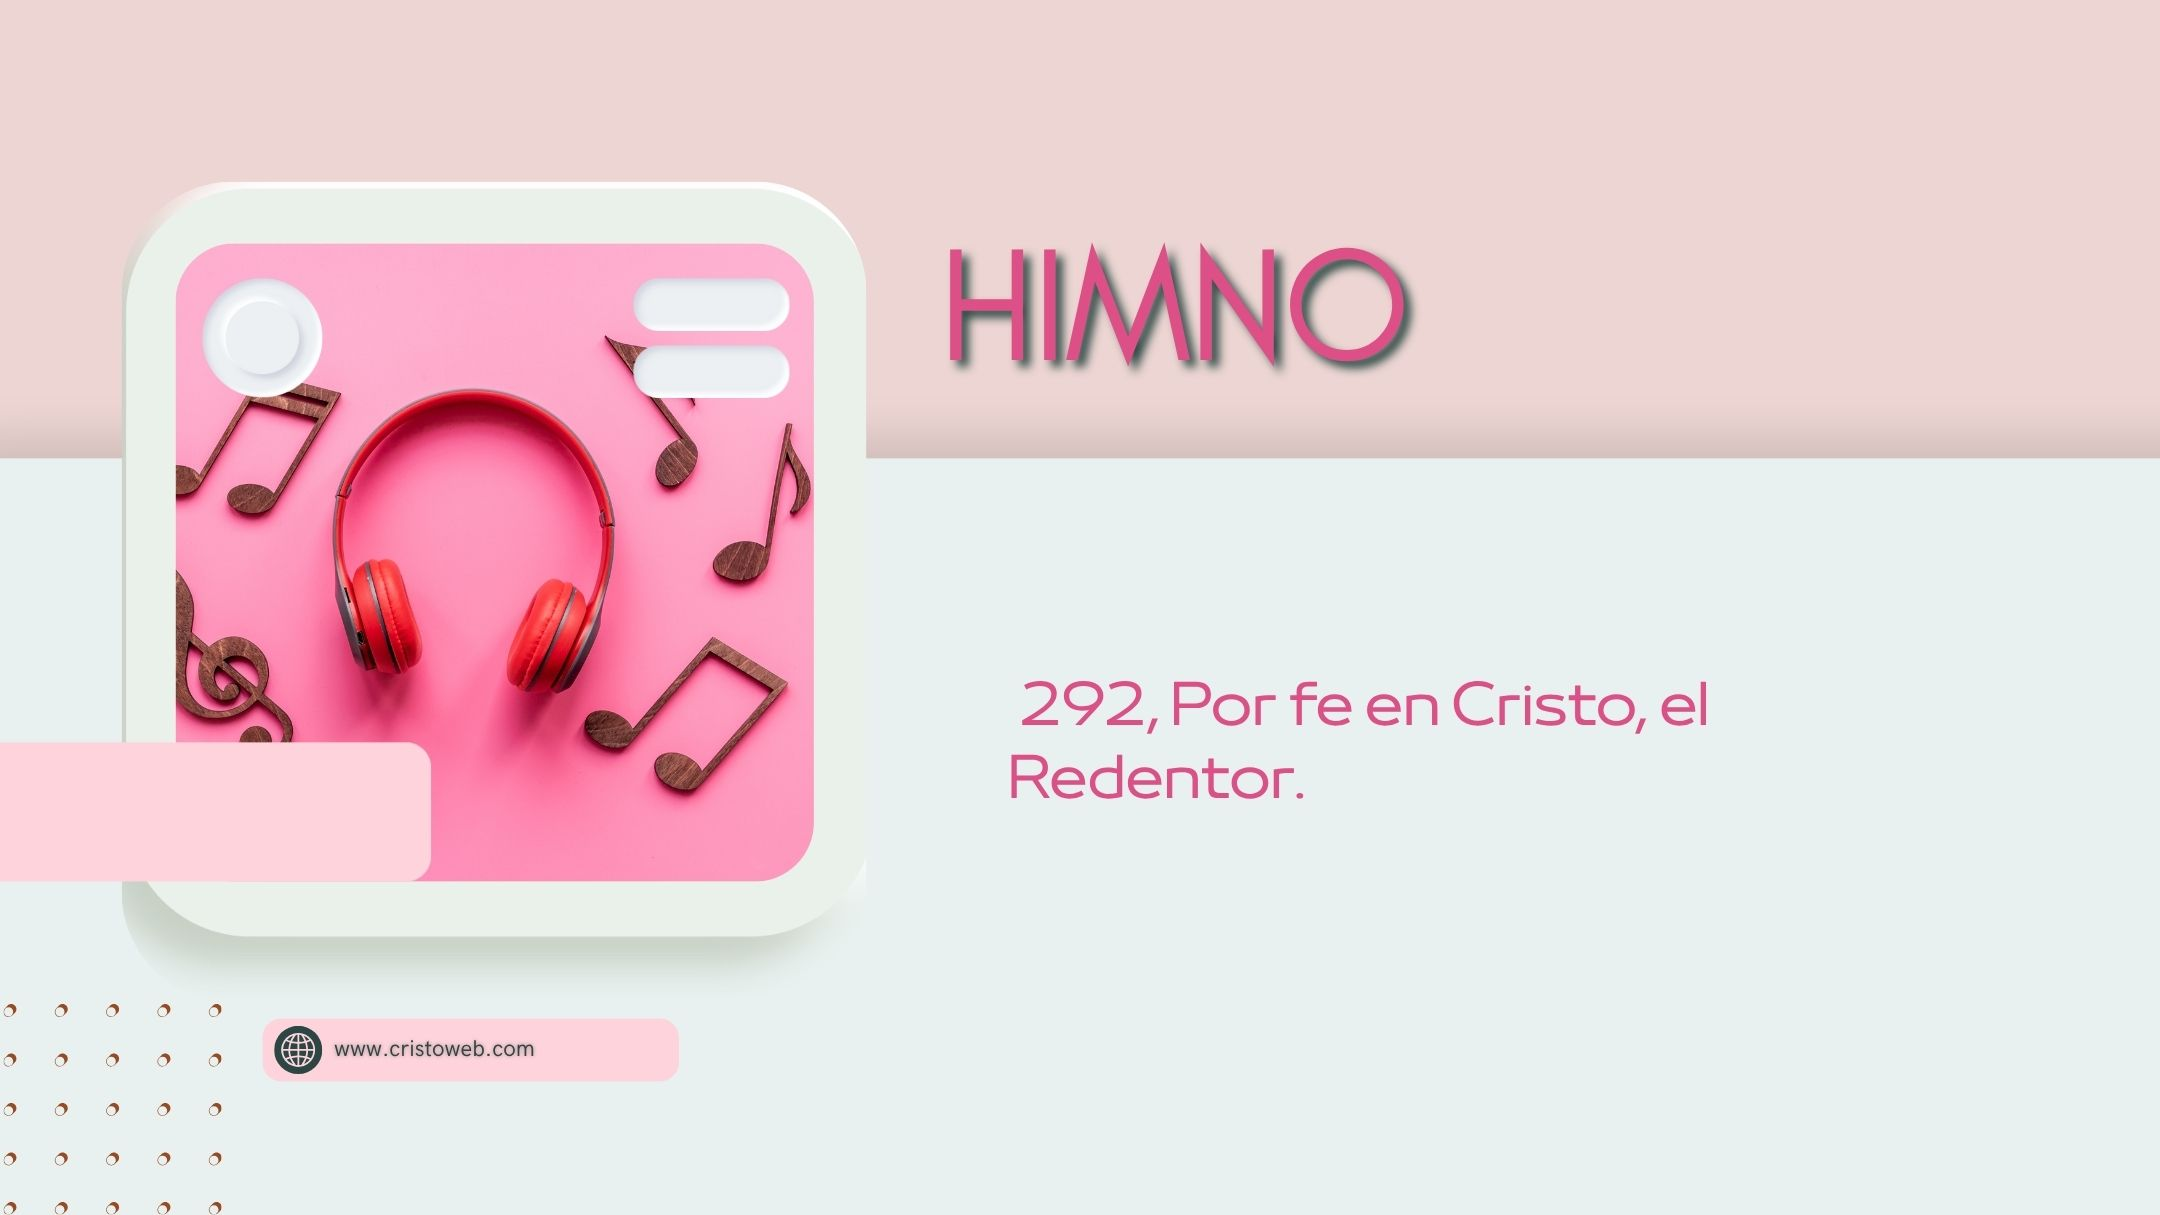 HIMNO
292, Por fe en Cristo, el
Redentor.
www.cristoweb.com